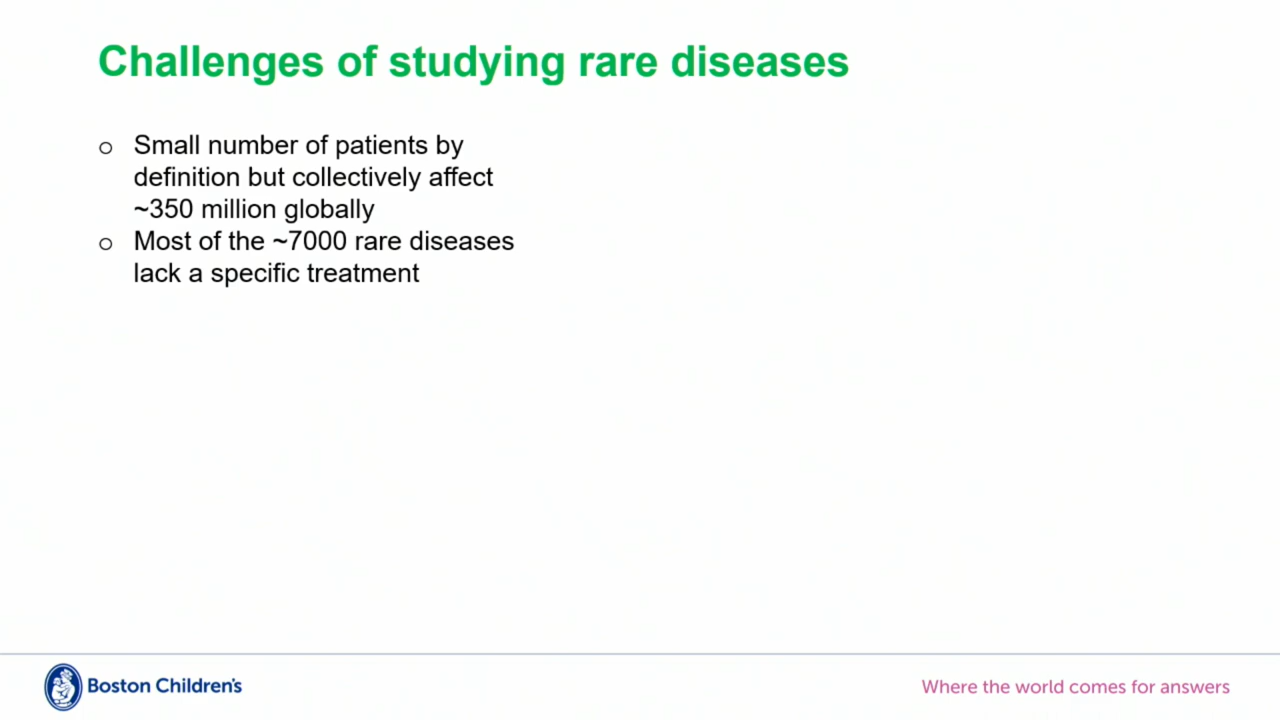 Challenges of studying rare diseases
o Small number of patients by
definition but collectively affect
~350 million globally
o Most of the ~7000 rare diseases
lack a specific treatment
Boston Children's
Where the world comes for answers